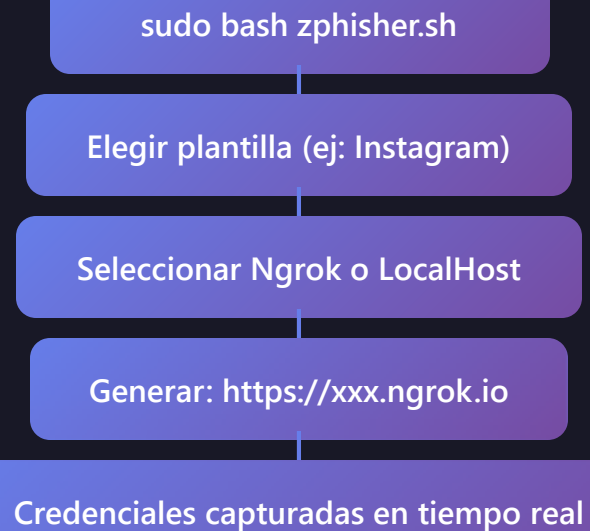 sudo bash zphisher.sh
Elegir plantilla (ej: Instagram)
Seleccionar Ngrok o LocalHost
Generar: https://xxx.ngrok.io
Credenciales capturadas en tiempo real